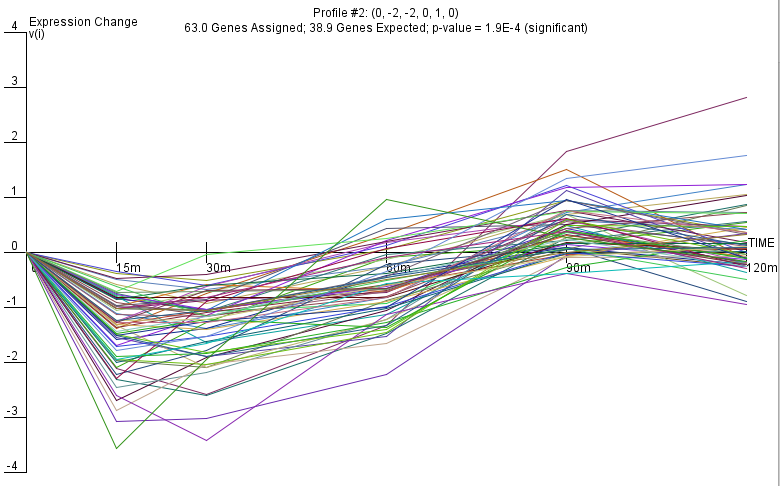 Profile #2: (0, -2, -2, 0, 1, 0)
63.0 Genes Assigned; 38.9 Genes Expected; p-value = 1.9E-4 (significant)
Expression Change
v(i)
4
3
2
1
0
-1
-2
-3
-4
TIME
0 15m 30m 60m 90m 120m